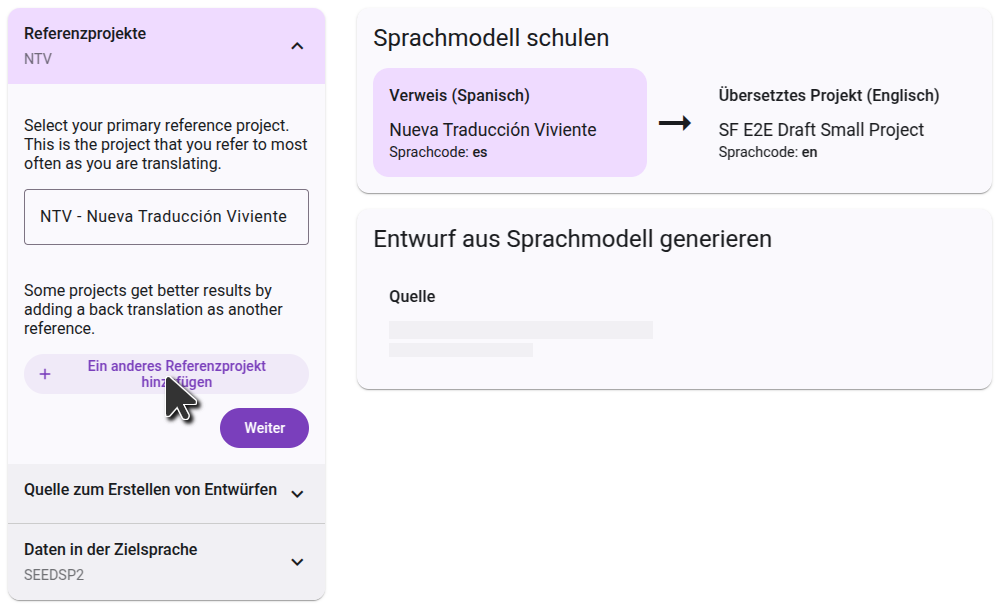 Referenzprojekte
NTV
Select your primary reference project.
This is the project that you refer to most
often as you are translating.
NTV - Nueva Traducción Viviente
Some projects get better results by
adding a back translation as another
reference.
Ein anderes Referenzprojekt
hinzufügen
Weiter
Quelle zum Erstellen von Entwürfen
Daten in der Zielsprache
SEEDSP2
Sprachmodell schulen
Verweis (Spanisch)
Nueva Traducción Viviente
Sprachcode: es
Übersetztes Projekt (Englisch)
SF E2E Draft Small Project
Sprachcode: en
Entwurf aus Sprachmodell generieren
Quelle